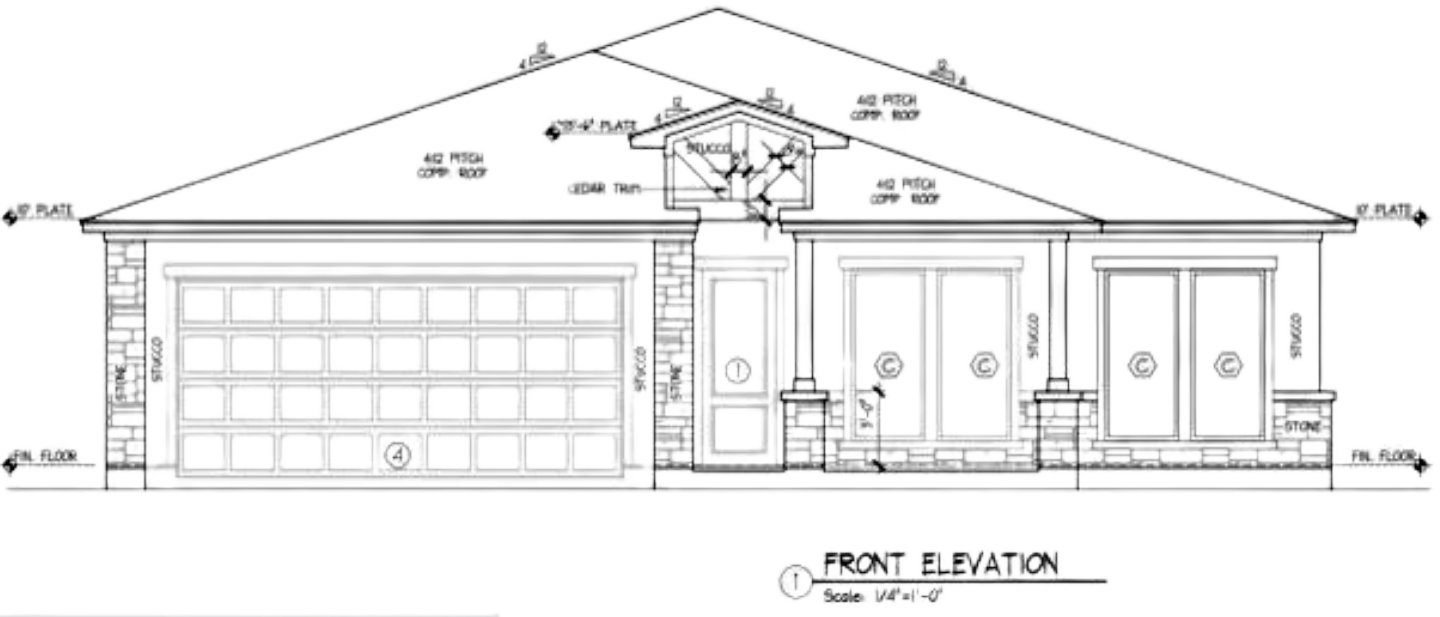 12
4
12
4
12
4
12
4
4:12 PITCH
COMP. ROOF
PLATE
STUCCO
4:12 PITCH
COMP. ROOF
CEDAR TRIM
4:12 PITCH
COMP. ROOF
10' PLATE
10' PLATE
STONE
STUCCO
STUCCO
STONE
1
C
C
STUCCO
C
C
STUCCO
3'-0"
STONE
4
FIN. FLOOR
FIN. FLOOR
1
FRONT ELEVATION
Scale: 1/4"=1'-0"